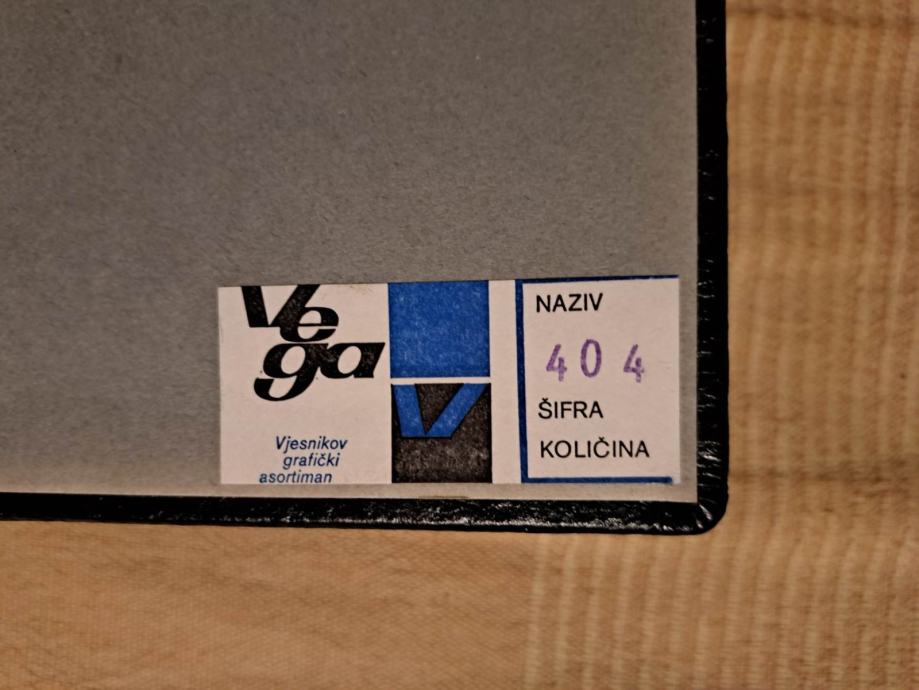 Vega
Vjesnikov
grafički
asortiman
V
NAZIV
404
ŠIFRA
KOLIČINA